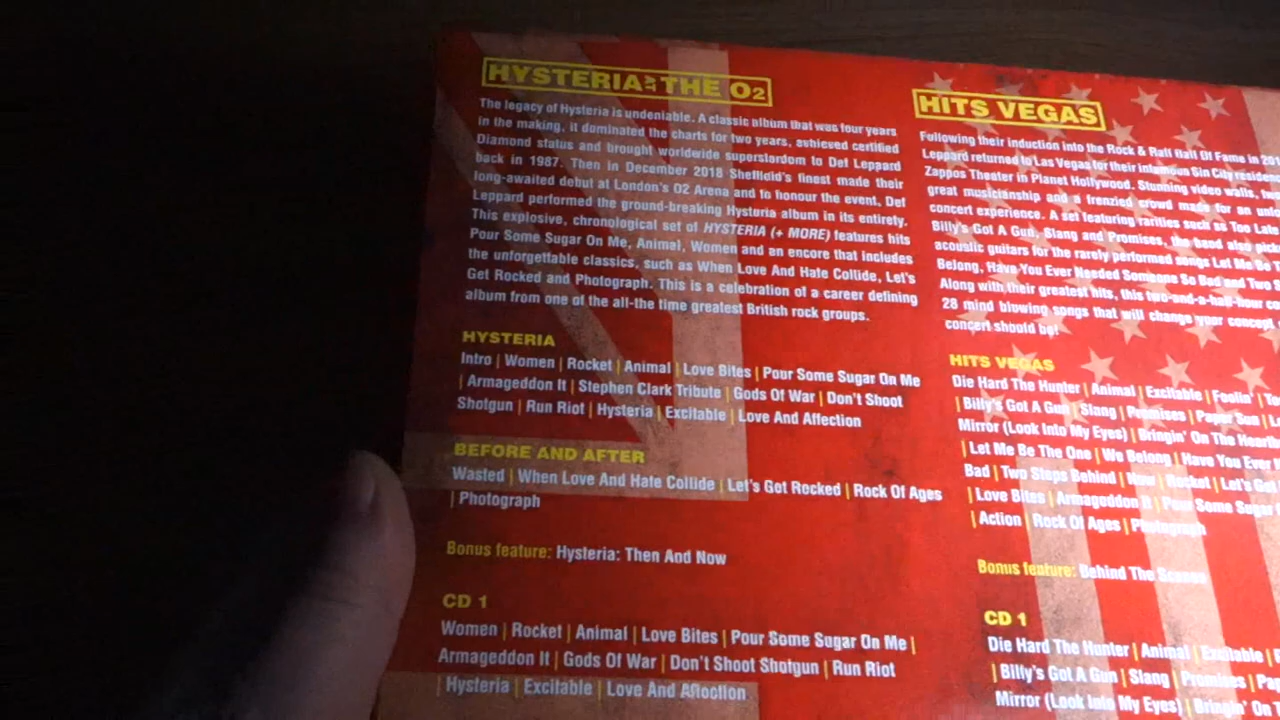 HYSTERIA AT THE O2
The legacy of Hysteria is undeniable. A classic album that was four years
in the making, it dominated the charts for two years, achieved certified
Diamond status and brought worldwide superstardom to Def Leppard
back in 1987. Then in December 2018 Sheffield's finest made their
long-awaited debut at London's O2 Arena and to honour the event, Def
Leppard performed the ground-breaking Hysteria album in its entirety.
This explosive, chronological set of HYSTERIA (+ MORE) features hits
Pour Some Sugar On Me, Animal, Women and an encore that includes
the unforgettable classics, such as When Love And Hate Collide, Let's
Get Rocked and Photograph. This is a celebration of a career defining
album from one of the all-the time greatest British rock groups.
HYSTERIA
Intro | Women | Rocket | Animal | Love Bites | Pour Some Sugar On Me
| Armageddon It | Stephen Clark Tribute | Gods Of War | Don't Shoot
Shotgun | Run Riot | Hysteria | Excitable | Love And Affection
BEFORE AND AFTER
Wasted | When Love And Hate Collide | Let's Get Rocked | Rock Of Ages
| Photograph
Bonus feature: Hysteria: Then And Now
CD 1
Women | Rocket | Animal | Love Bites | Pour Some Sugar On Me |
Armageddon It | Gods Of War | Don't Shoot Shotgun | Run Riot
| Hysteria | Excitable | Love And Affection
HITS VEGAS
Following their induction into the Rock & Roll Hall Of Fame in 201
Leppard returned to Las Vegas for their infamous Sin City
Zappos Theater in Planet Hollywood. Stunning video walls,
great musicianship and a frenzied crowd made for an
concert experience. A set featuring rarities such as Too Late
Billy's Got A Gun, Slang and Promises, the band also
acoustic guitars for the rarely performed songs Let Me Be
Belong, Have You Ever Needed Someone So Bad and Two
Along with their greatest hits, this two-and-a-half-hour
28 mind blowing songs that will change your concept
concert should be!
HITS VEGAS
Die Hard The Hunter | Animal | Excitable | Foolin' |
| Billy's Got A Gun | Slang | Promises | Paper Sun |
Mirror (Look Into My Eyes) | Bringin' On The
| Let Me Be The One | We Belong | Have You Ever
Bad | Two Steps Behind | Now | Rocket | Let's
| Love Bites | Armageddon It | Pour Some Sugar
| Action | Rock Of Ages | Photograph
Bonus feature: Behind The Scenes
CD 1
Die Hard The Hunter | Animal | Excitable |
| Billy's Got A Gun | Slang | Promises |
Mirror (Look Into My Eyes) | Bringin' On